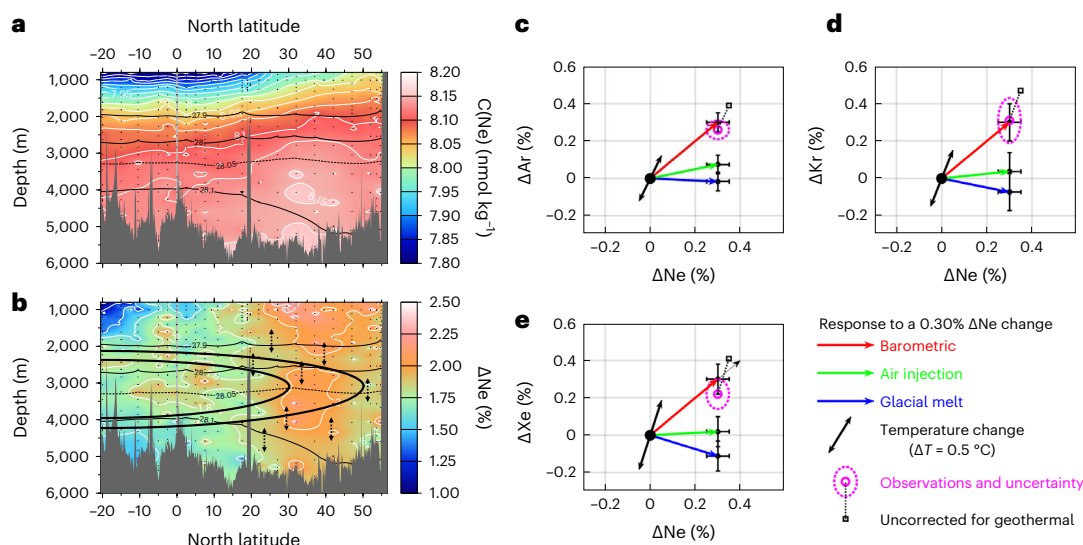 a
North latitude
−20 −10 0 10 20 30 40 50
Depth (m)
1,000
2,000
3,000
4,000
5,000
6,000
27.9
28
28.05
28.1
8.15
C(Ne) (nmol kg−1)
8.20
8.15
8.10
8.05
8.00
7.95
7.90
7.85
7.80
b
Depth (m)
1,000
2,000
3,000
4,000
5,000
6,000
27.9
28
28.05
28.1
−20 −10 0 10 20 30 40 50
North latitude
ΔNe (%)
2.50
2.25
2.00
1.75
1.50
1.25
1.00
c
ΔAr (%)
0.6
0.4
0.2
0
−0.2
−0.2 0 0.2 0.4
ΔNe (%)
d
ΔKr (%)
0.6
0.4
0.2
0
−0.2
−0.2 0 0.2 0.4
ΔNe (%)
e
ΔXe (%)
0.6
0.4
0.2
0
−0.2
−0.2 0 0.2 0.4
ΔNe (%)
Response to a 0.30% ΔNe change
Barometric
Air injection
Glacial melt
Temperature change
(ΔT = 0.5 °C)
Observations and uncertainty
Uncorrected for geothermal